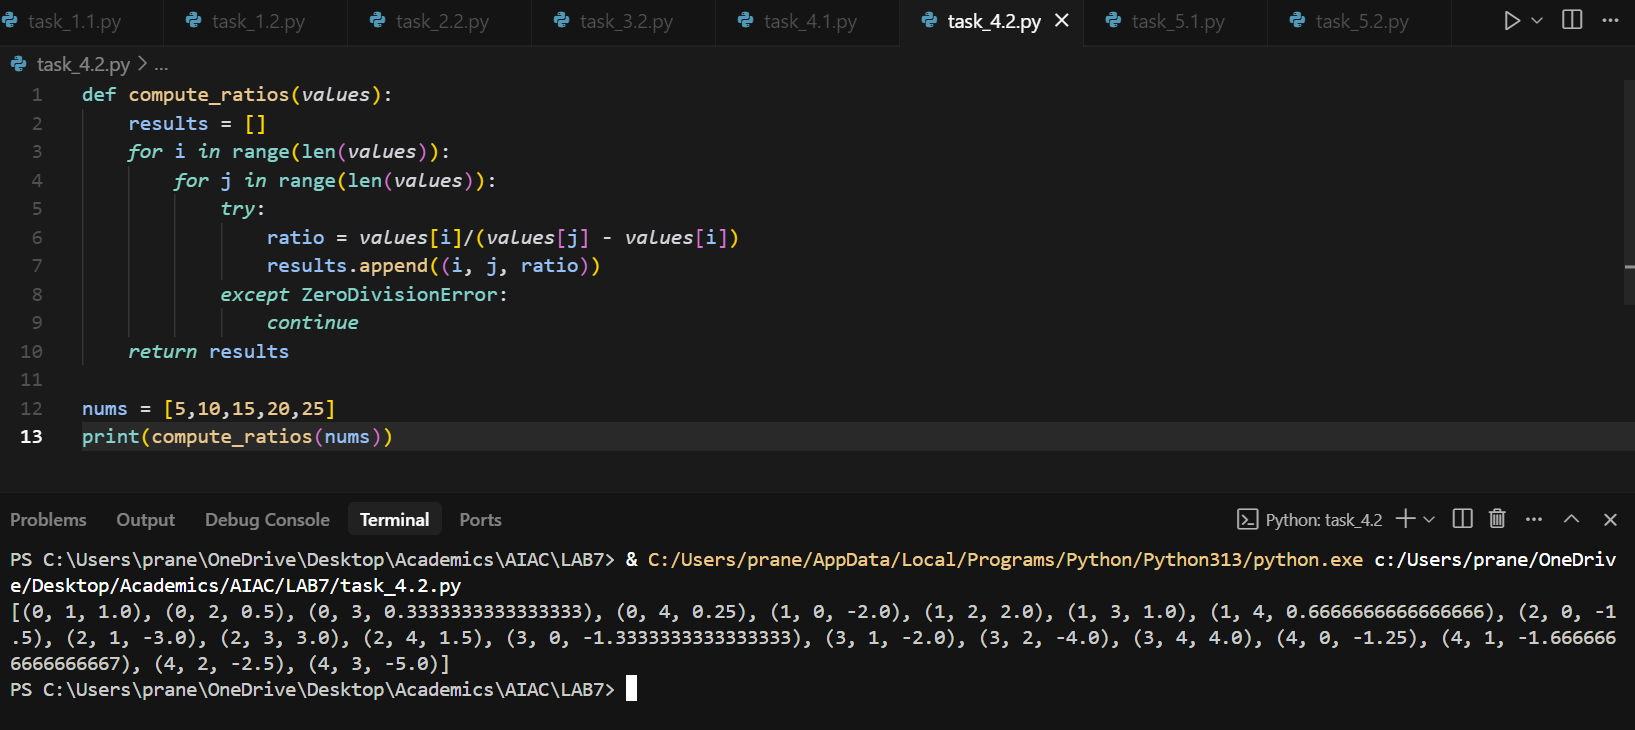 task_1.1.py task_1.2.py task_2.2.py task_3.2.py task_4.1.py task_4.2.py task_5.1.py task_5.2.py
task_4.2.py > ...
1 def compute_ratios(values):
2     results = []
3     for i in range(len(values)):
4         for j in range(len(values)):
5             try:
6                 ratio = values[i]/(values[j] - values[i])
7                 results.append((i, j, ratio))
8             except ZeroDivisionError:
9                 continue
10     return results
11
12 nums = [5,10,15,20,25]
13 print(compute_ratios(nums))
Problems Output Debug Console Terminal Ports Python: task_4.2
PS C:\Users\prane\OneDrive\Desktop\Academics\AIAC\LAB7> & C:/Users/prane/AppData/Local/Programs/Python/Python313/python.exe c:/Users/prane/OneDriv
e/Desktop/Academics/AIAC/LAB7/task_4.2.py
[(0, 1, 1.0), (0, 2, 0.5), (0, 3, 0.3333333333333333), (0, 4, 0.25), (1, 0, -2.0), (1, 2, 2.0), (1, 3, 1.0), (1, 4, 0.6666666666666666), (2, 0, -1
.5), (2, 1, -3.0), (2, 3, 3.0), (2, 4, 1.5), (3, 0, -1.3333333333333333), (3, 1, -2.0), (3, 2, -4.0), (3, 4, 4.0), (4, 0, -1.25), (4, 1, -1.666666
6666666667), (4, 2, -2.5), (4, 3, -5.0)]
PS C:\Users\prane\OneDrive\Desktop\Academics\AIAC\LAB7>